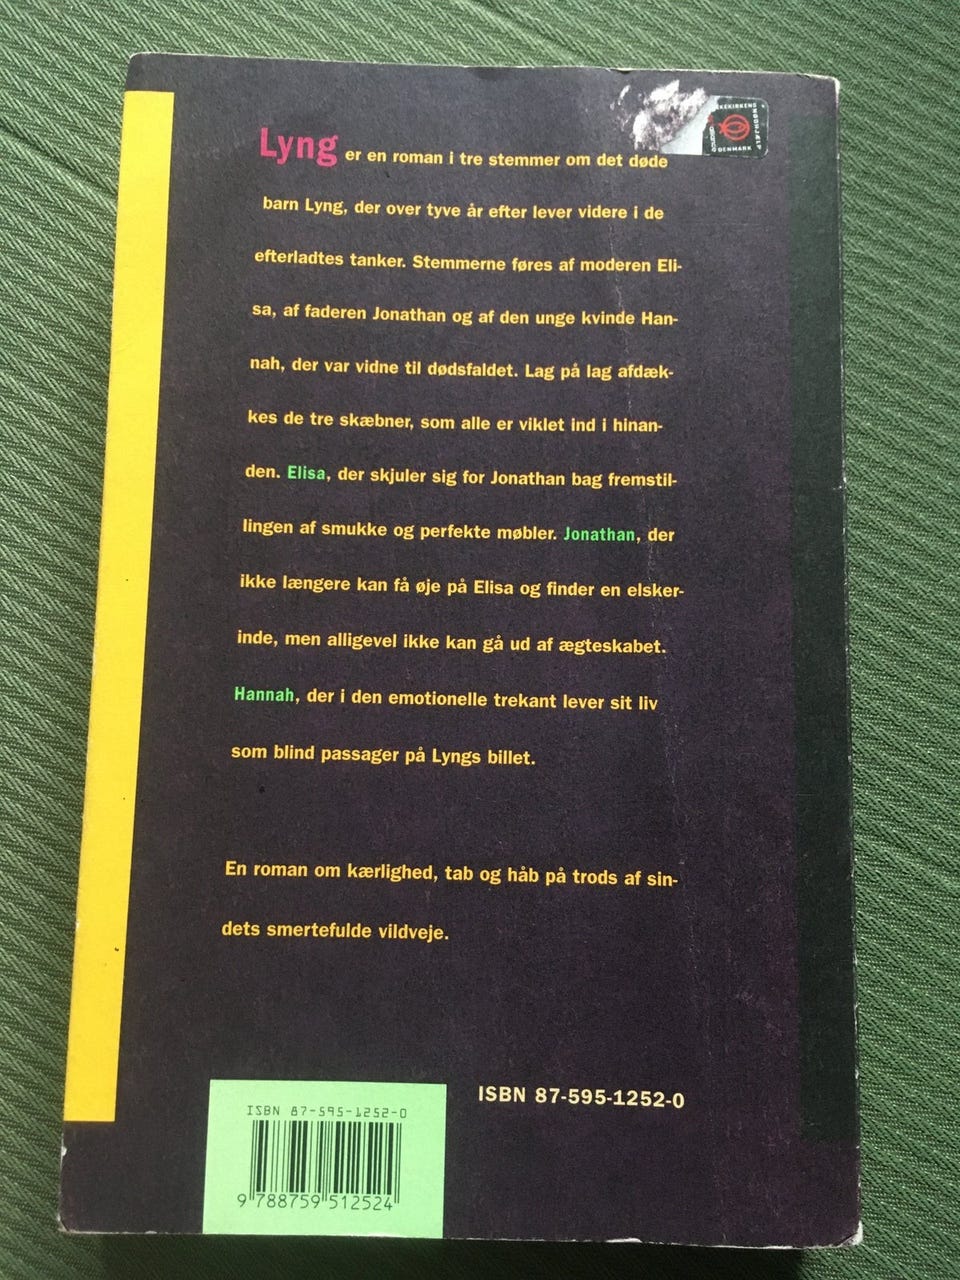 EKEKIRKENS
NØDHJÆLP
DENMARK
Lyng er en roman i tre stemmer om det døde
barn Lyng, der over tyve år efter lever videre i de
efterladtes tanker. Stemmerne føres af moderen Eli-
sa, af faderen Jonathan og af den unge kvinde Han-
nah, der var vidne til dødsfaldet. Lag på lag afdæk-
kes de tre skæbner, som alle er viklet ind i hinan-
den. Elisa, der skjuler sig for Jonathan bag fremstil-
lingen af smukke og perfekte møbler. Jonathan, der
ikke længere kan få øje på Elisa og finder en elsker-
inde, men alligevel ikke kan gå ud af ægteskabet.
Hannah, der i den emotionelle trekant lever sit liv
som blind passager på Lyngs billet.
En roman om kærlighed, tab og håb på trods af sin-
dets smertefulde vildveje.
ISBN 87-595-1252-0
ISBN 87-595-1252-0
9 788759 512524